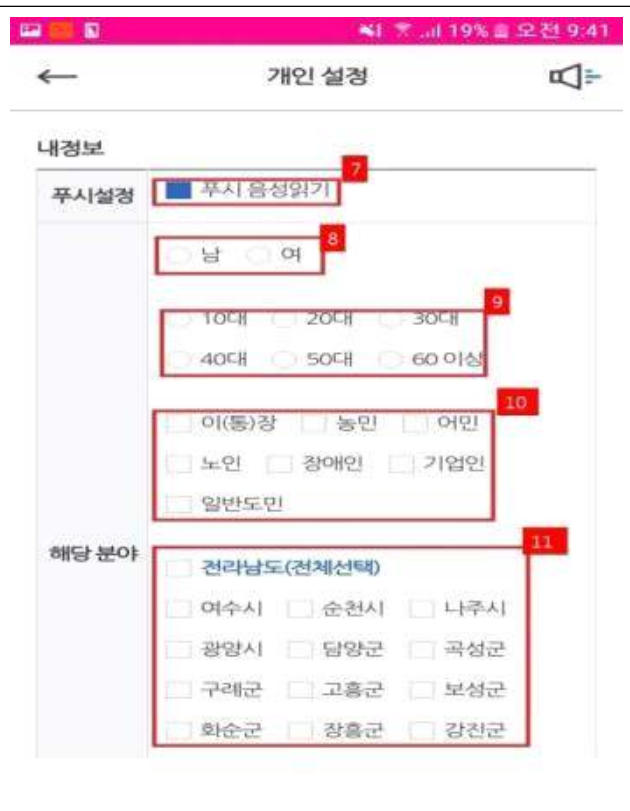 19% 오전 9:41
개인 설정
내정보
7
푸시설정 푸시 음성읽기
8
남 여
9
10대 20대 30대
40대 50대 60 이상
10
이(통)장 농민 어민
노인 장애인 기업인
일반도민
11
해당 분야
전라남도(전체선택)
여수시 순천시 나주시
광양시 담양군 곡성군
구례군 고흥군 보성군
화순군 장흥군 강진군